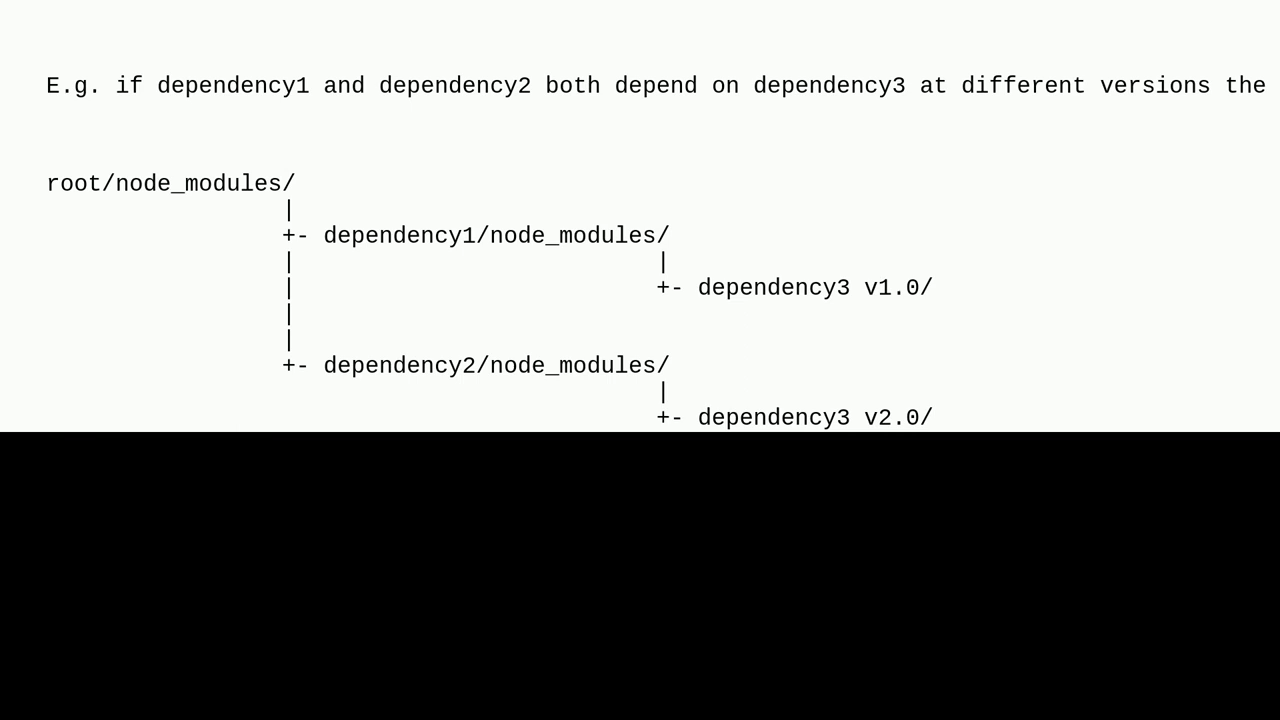 E.g. if dependency1 and dependency2 both depend on dependency3 at different versions the
root/node_modules/
                 |
                 +- dependency1/node_modules/
                 |                          |
                 |                          +- dependency3 v1.0/
                 |
                 |
                 +- dependency2/node_modules/
                                            |
                                            +- dependency3 v2.0/